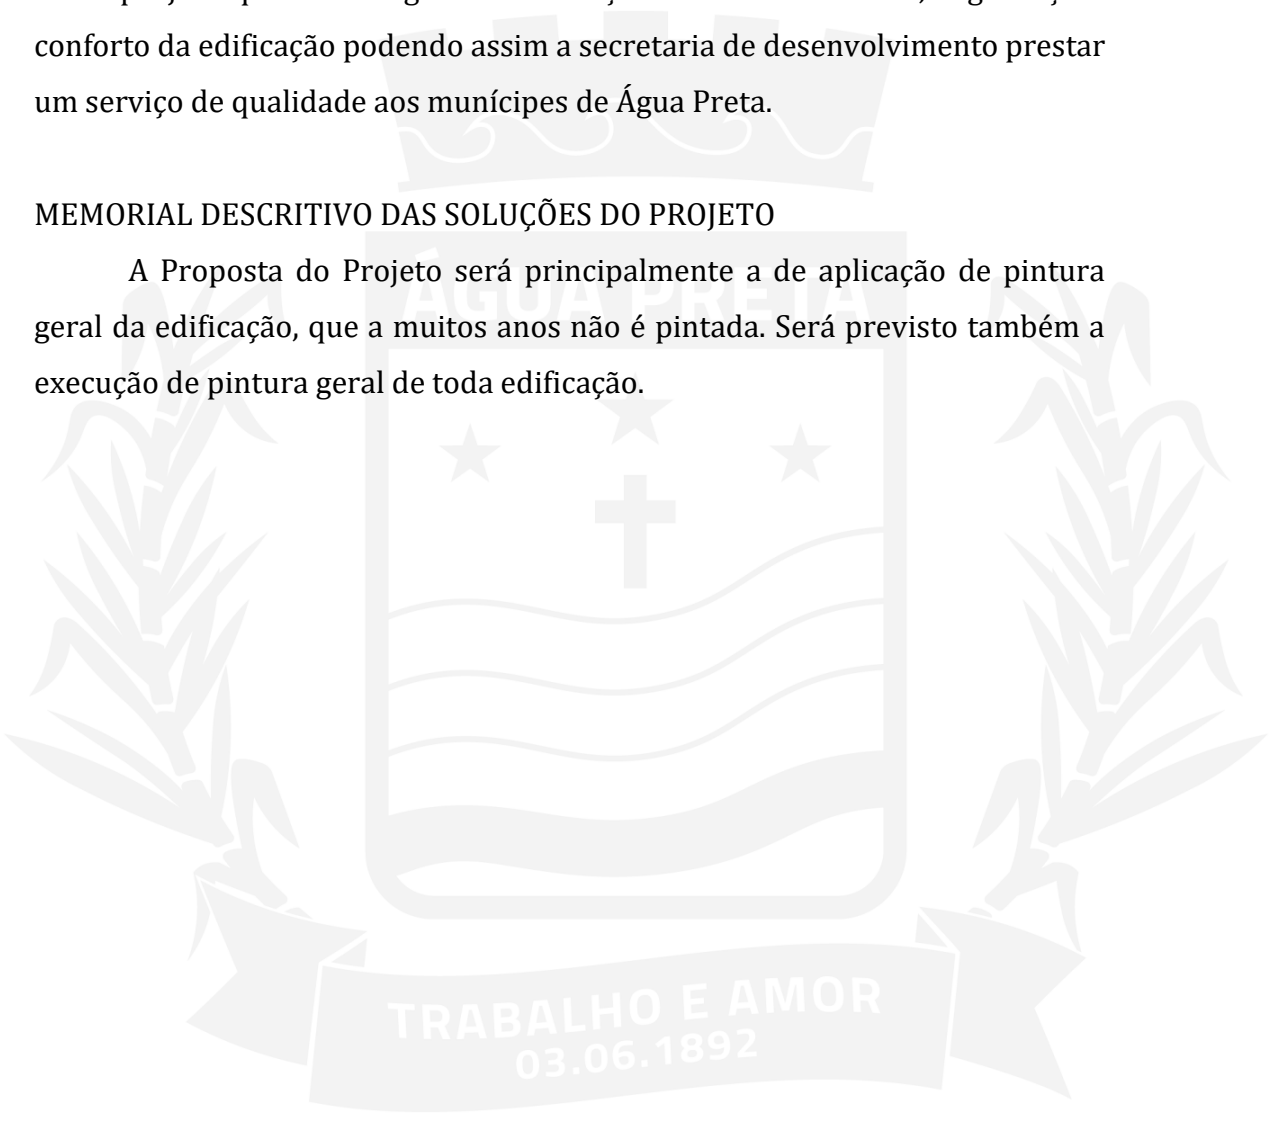 conforto da edificação podendo assim a secretaria de desenvolvimento prestar
um serviço de qualidade aos munícipes de Água Preta.
MEMORIAL DESCRITIVO DAS SOLUÇÕES DO PROJETO
A Proposta do Projeto será principalmente a de aplicação de pintura
geral da edificação, que a muitos anos não é pintada. Será previsto também a
execução de pintura geral de toda edificação.
ÁGUA PRETA
TRABALHO E AMOR
03.06.1892